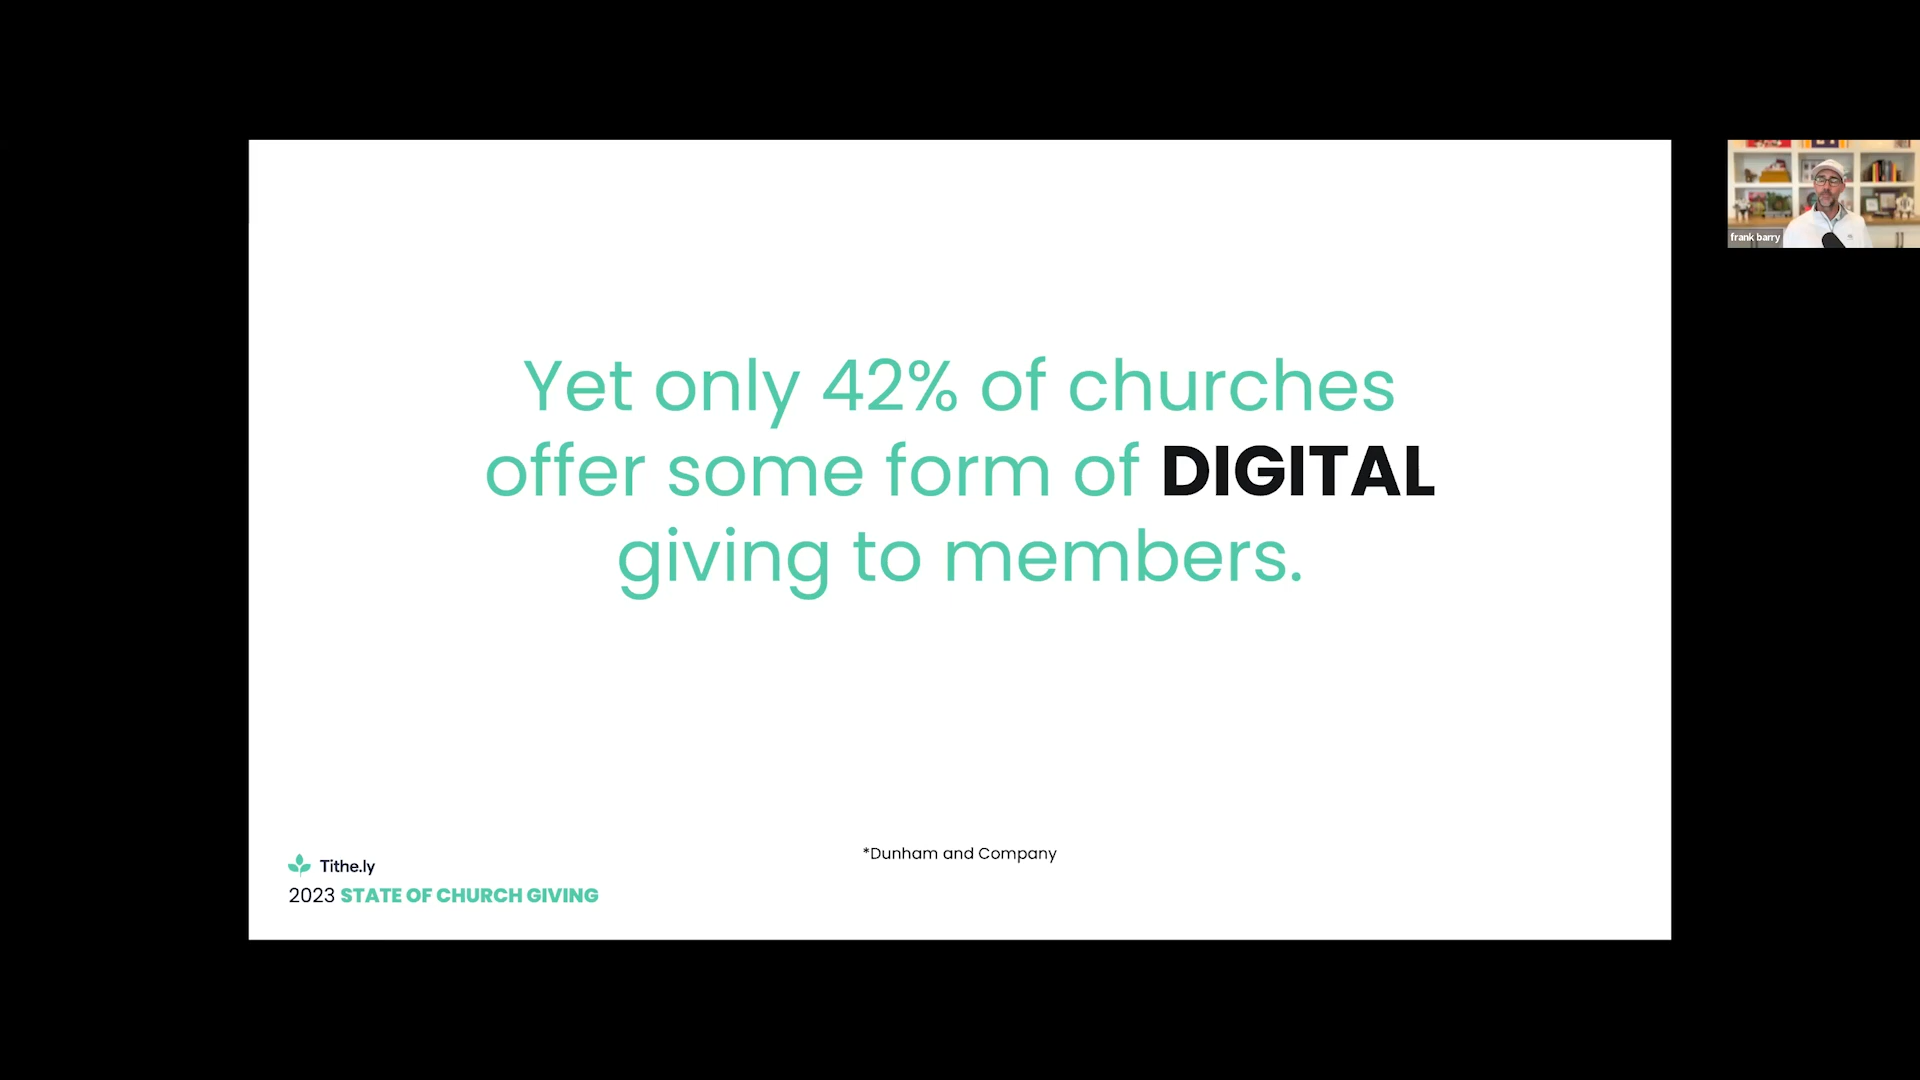 Yet only 42% of churches
offer some form of DIGITAL
giving to members.
*Dunham and Company
Tithe.ly
2023 STATE OF CHURCH GIVING
frank barry